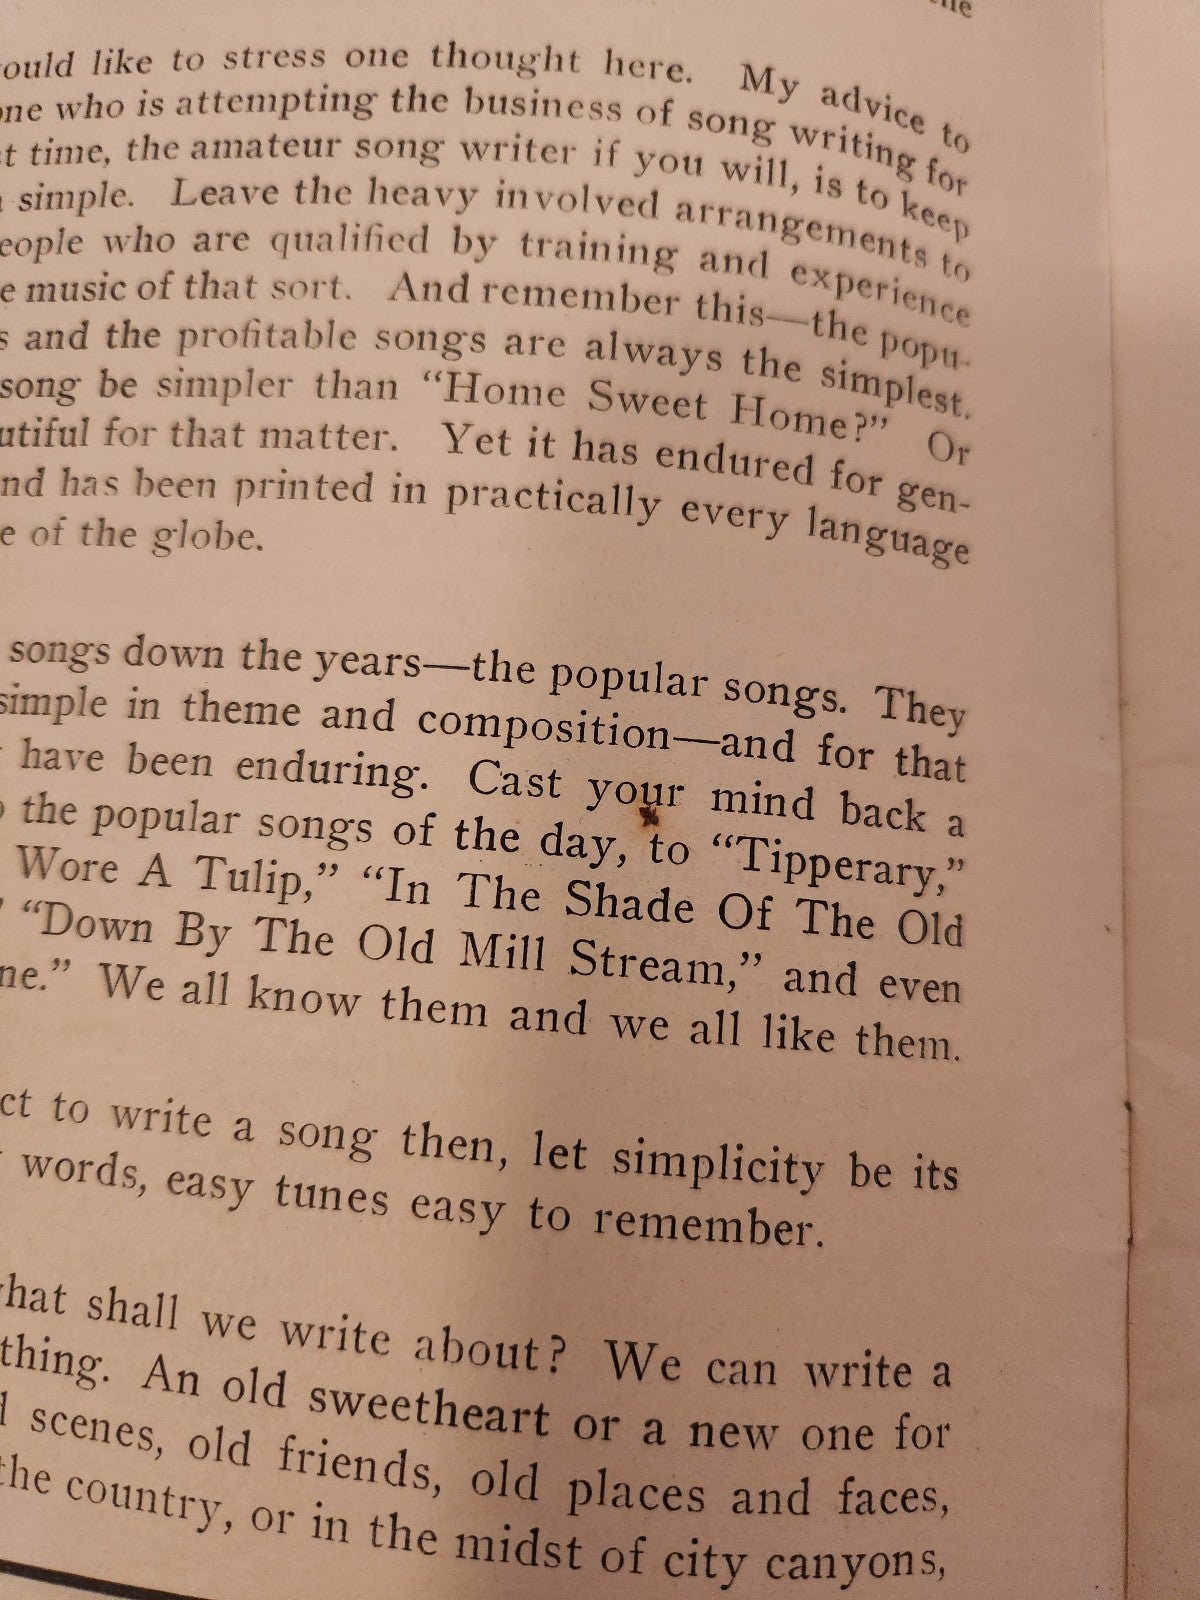 ould like to stress one thought here. My advice to
one who is attempting the business of song writing for
t time, the amateur song writer if you will, is to keep
simple. Leave the heavy involved arrangements to
eople who are qualified by training and experience
e music of that sort. And remember this—the popu-
s and the profitable songs are always the simplest.
song be simpler than “Home Sweet Home?” Or
utiful for that matter. Yet it has endured for gen-
nd has been printed in practically every language
e of the globe.
songs down the years—the popular songs. They
simple in theme and composition—and for that
have been enduring. Cast your mind back a
the popular songs of the day, to “Tipperary,”
Wore A Tulip,” “In The Shade Of The Old
“Down By The Old Mill Stream,” and even
ne.” We all know them and we all like them.
ct to write a song then, let simplicity be its
words, easy tunes easy to remember.
hat shall we write about? We can write a
thing. An old sweetheart or a new one for
scenes, old friends, old places and faces,
the country, or in the midst of city canyons,